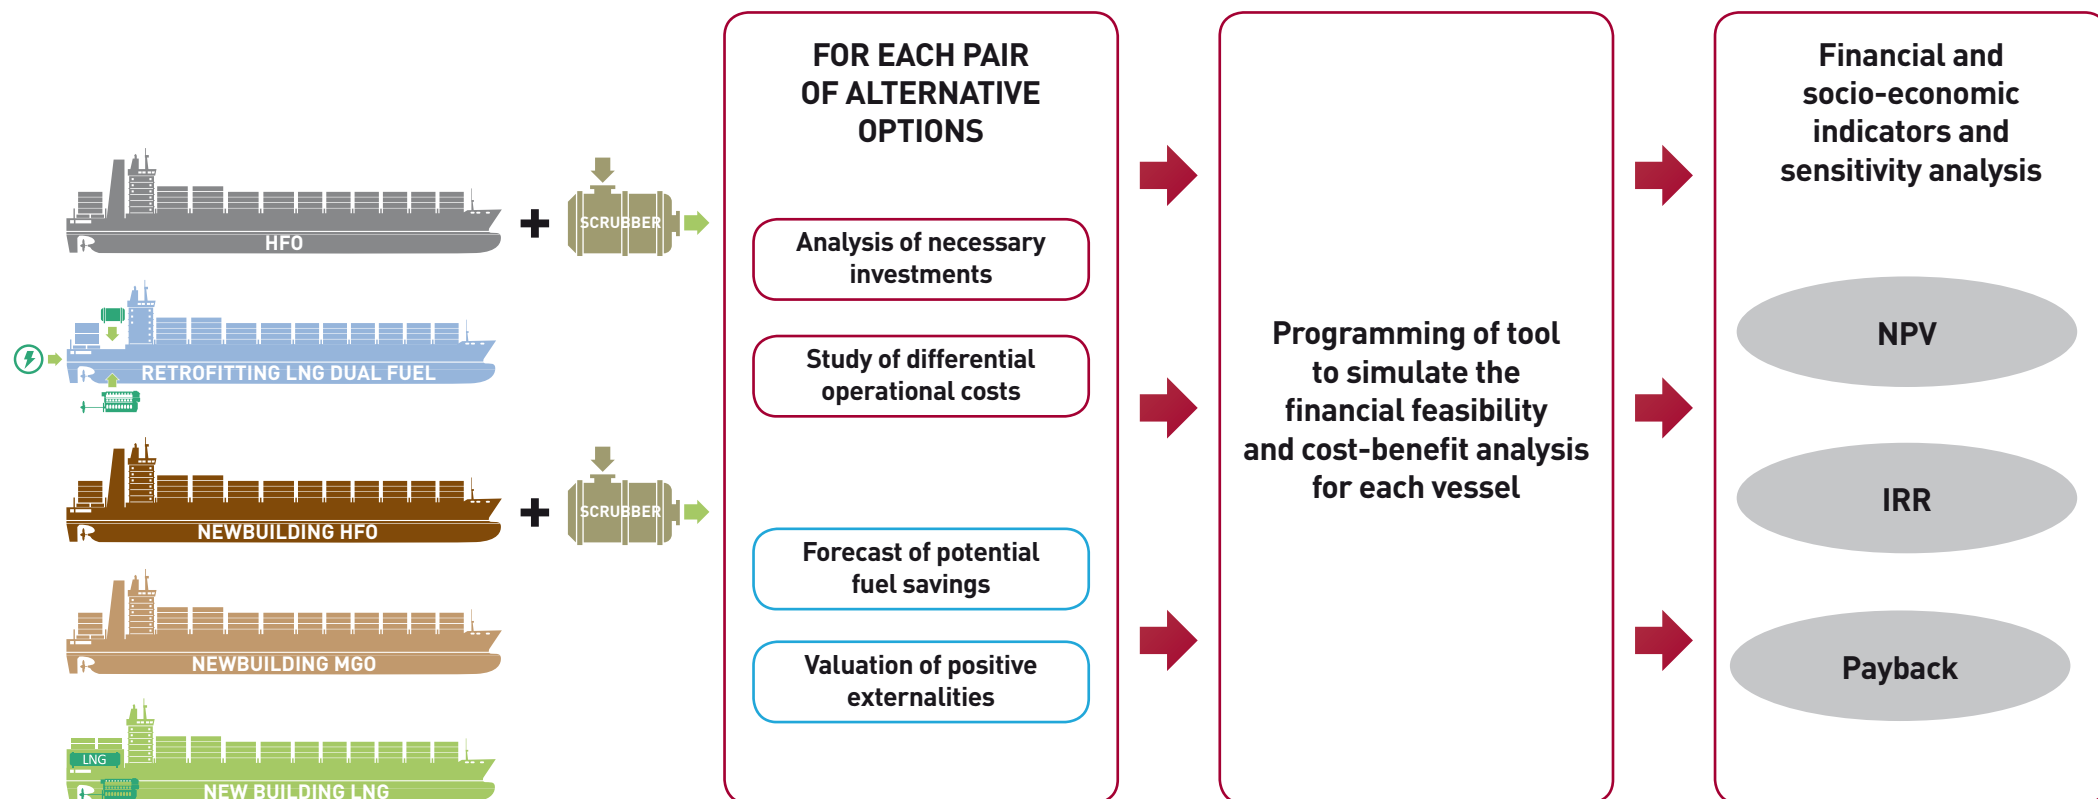 HFO
SCRUBBER
RETROFITTING LNG DUAL FUEL
NEWBUILDING HFO
SCRUBBER
NEWBUILDING MGO
LNG
NEW BUILDING LNG
FOR EACH PAIR
OF ALTERNATIVE
OPTIONS
Analysis of necessary
investments
Study of differential
operational costs
Forecast of potential
fuel savings
Valuation of positive
externalities
Programming of tool
to simulate the
financial feasibility
and cost-benefit analysis
for each vessel
Financial and
socio-economic
indicators and
sensitivity analysis
NPV
IRR
Payback